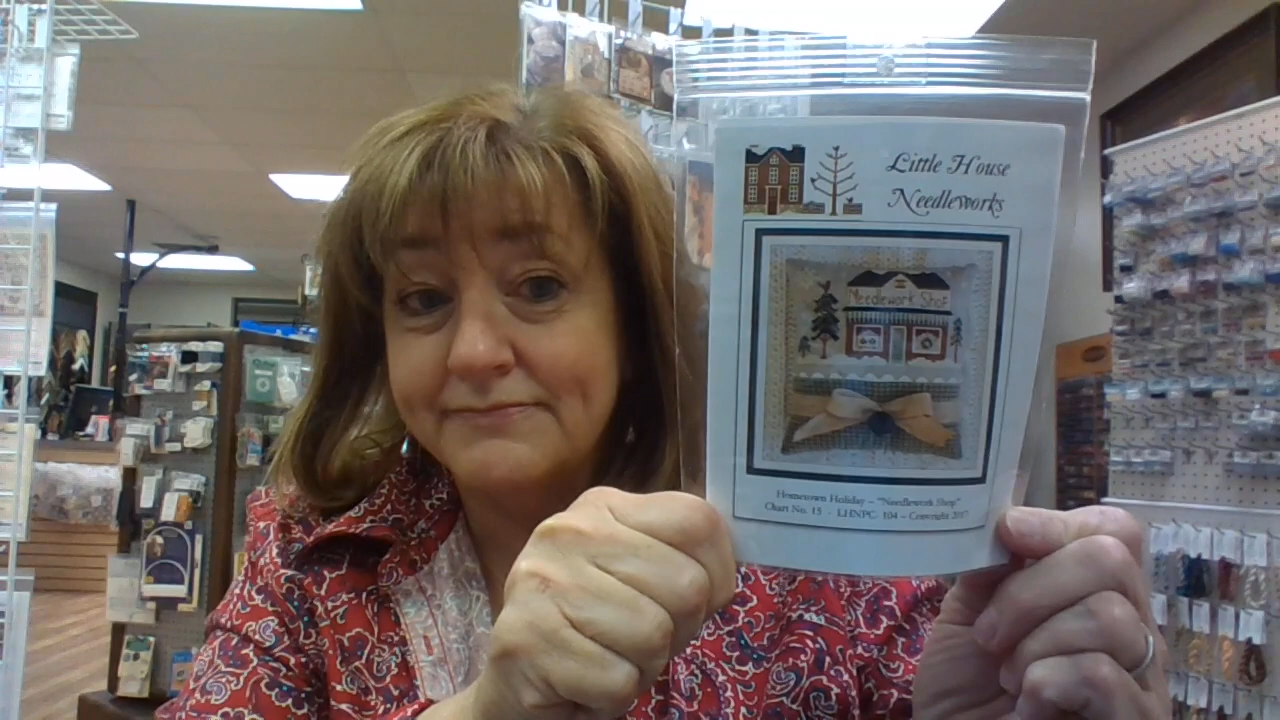 Little House
Needleworks
Needlework Shop
Hometown Holiday – "Needlework Shop"
Chart No. 15 · LHNPC- 104 – Copyright 2017